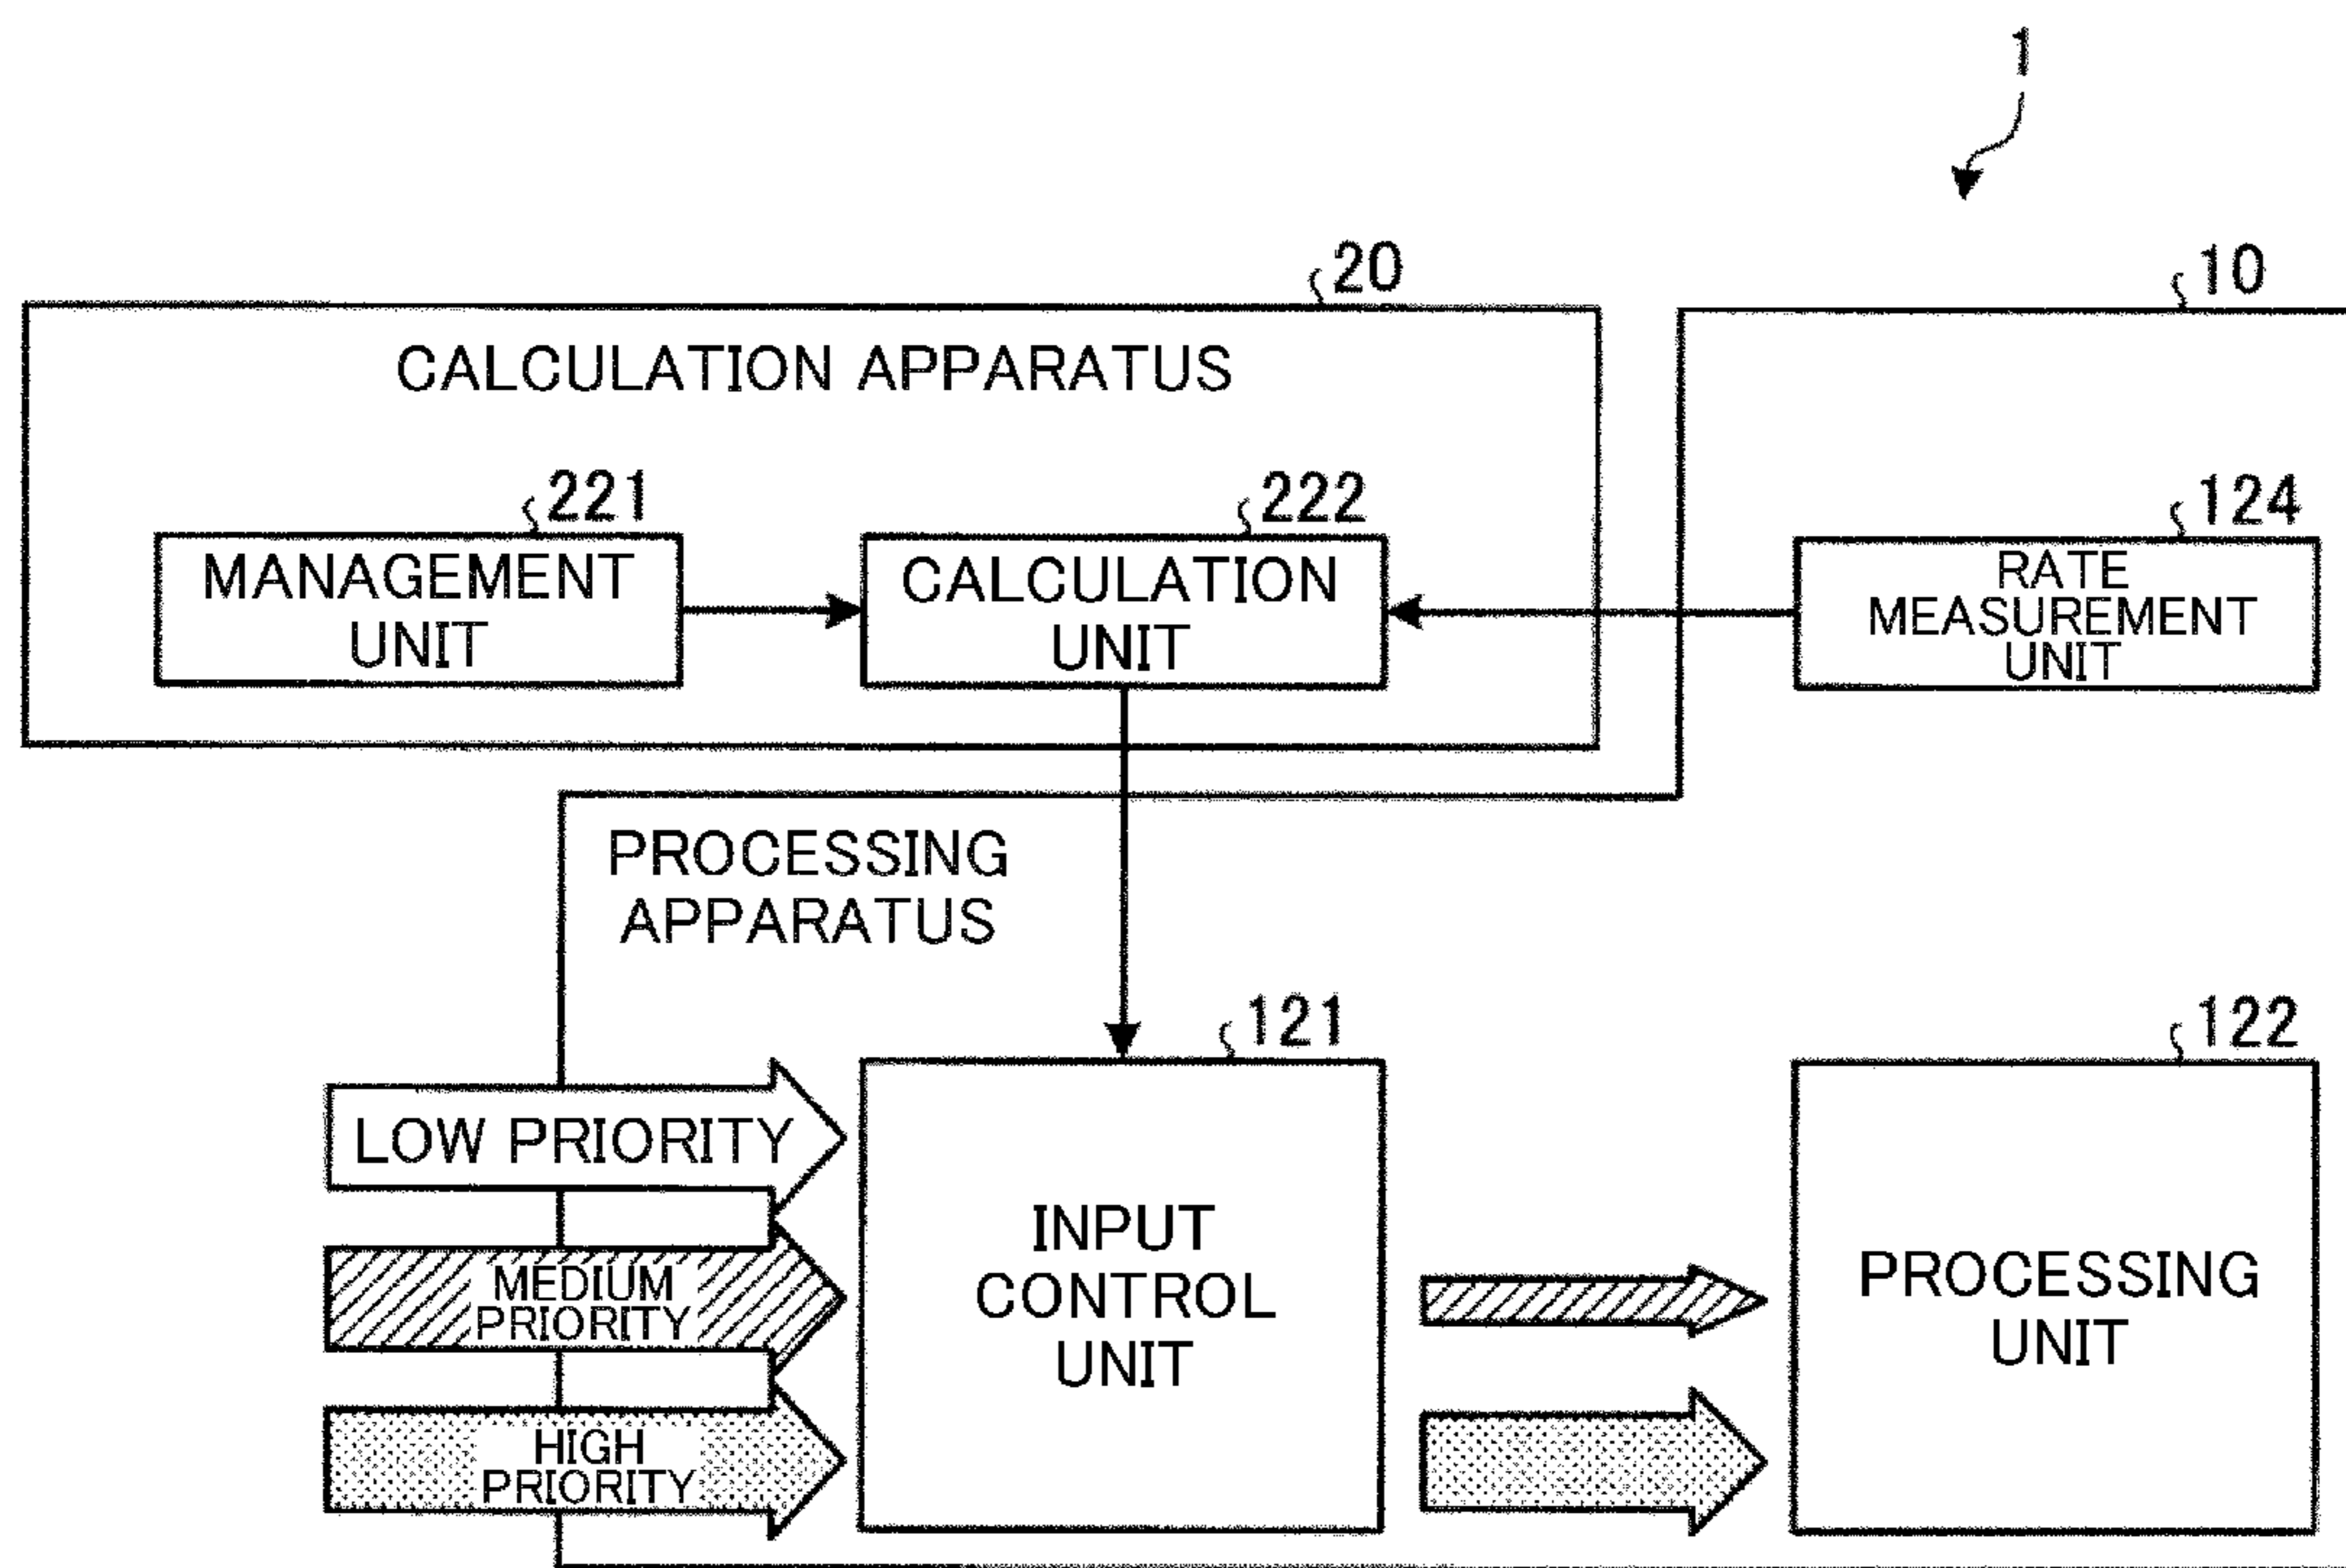 1
20
10
CALCULATION APPARATUS
221
222
124
MANAGEMENT
UNIT
CALCULATION
UNIT
RATE
MEASUREMENT
UNIT
PROCESSING
APPARATUS
121
122
LOW PRIORITY
MEDIUM
PRIORITY
HIGH
PRIORITY
INPUT
CONTROL
UNIT
PROCESSING
UNIT